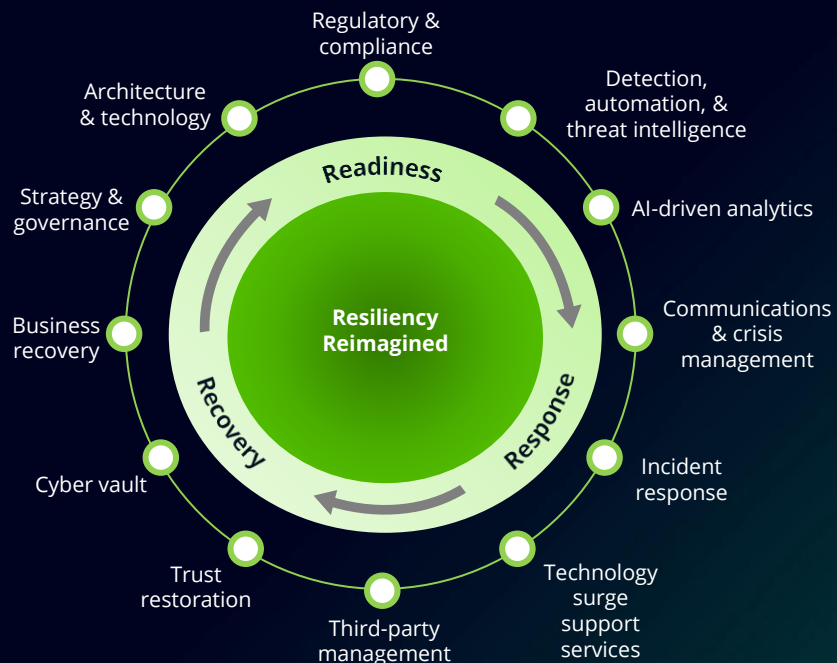 Regulatory &
compliance
Detection,
automation, &
threat intelligence
AI-driven analytics
Communications
& crisis
management
Incident
response
Technology
surge
support
services
Third-party
management
Trust
restoration
Cyber vault
Business
recovery
Strategy &
governance
Architecture
& technology
Readiness
Response
Recovery
Resiliency
Reimagined